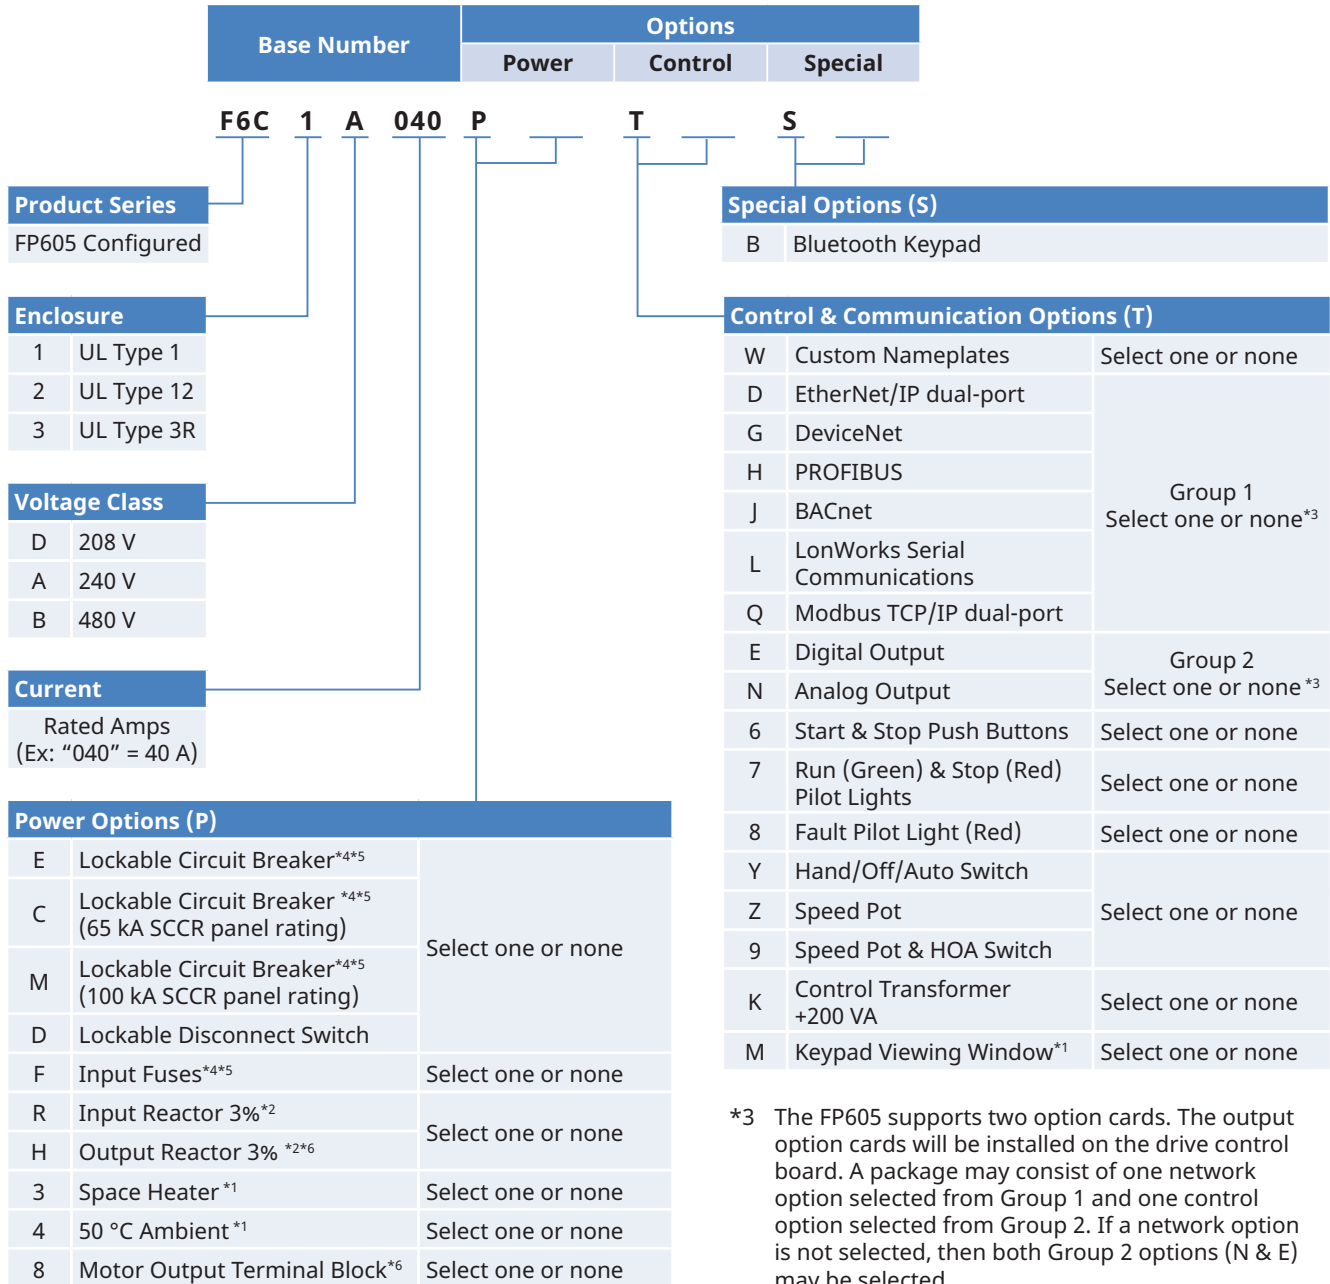 Base Number
Options
Power Control Special
F6C 1 A 040 P T S
Product Series
FP605 Configured
Enclosure
1 UL Type 1
2 UL Type 12
3 UL Type 3R
Voltage Class
D 208 V
A 240 V
B 480 V
Current
Rated Amps
(Ex: “040” = 40 A)
Power Options (P)
E Lockable Circuit Breaker*4*5
C Lockable Circuit Breaker *4*5
(65 kA SCCR panel rating)
M Lockable Circuit Breaker*4*5
(100 kA SCCR panel rating)
D Lockable Disconnect Switch
Select one or none
F Input Fuses*4*5 Select one or none
R Input Reactor 3%*2
H Output Reactor 3% *2*6
Select one or none
3 Space Heater *1 Select one or none
4 50 °C Ambient *1 Select one or none
8 Motor Output Terminal Block*6 Select one or none
Special Options (S)
B Bluetooth Keypad
Control & Communication Options (T)
W Custom Nameplates Select one or none
D EtherNet/IP dual-port
G DeviceNet
H PROFIBUS
J BACnet
L LonWorks Serial
Communications
Q Modbus TCP/IP dual-port
Group 1
Select one or none*3
E Digital Output
N Analog Output
Group 2
Select one or none *3
6 Start & Stop Push Buttons Select one or none
7 Run (Green) & Stop (Red)
Pilot Lights
Select one or none
8 Fault Pilot Light (Red) Select one or none
Y Hand/Off/Auto Switch
Z Speed Pot
9 Speed Pot & HOA Switch
Select one or none
K Control Transformer
+200 VA
Select one or none
M Keypad Viewing Window*1 Select one or none
*3 The FP605 supports two option cards. The output
option cards will be installed on the drive control
board. A package may consist of one network
option selected from Group 1 and one control
option selected from Group 2. If a network option
is not selected, then both Group 2 options (N & E)
may be selected